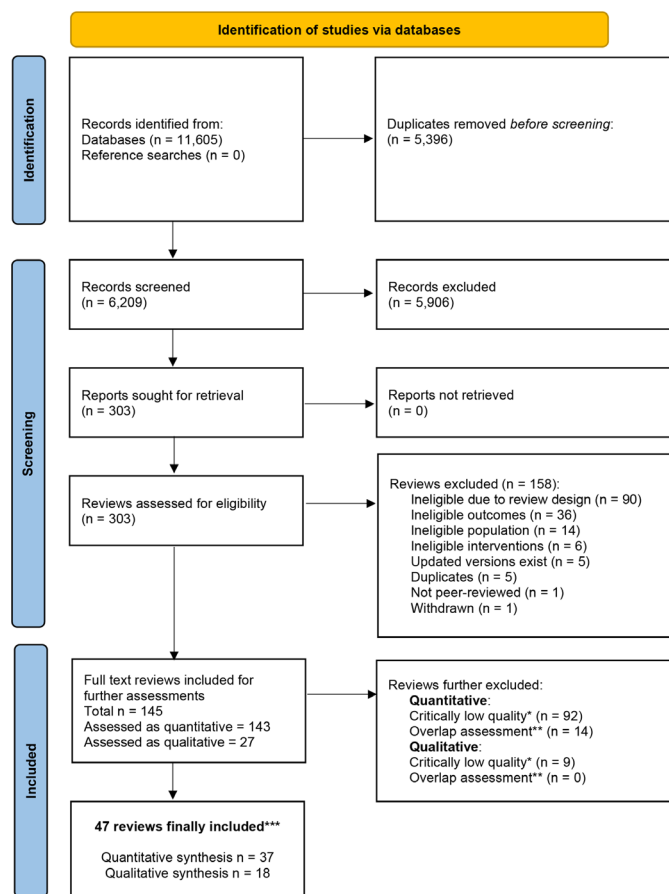 Identification of studies via databases
Identification
Records identified from:
Databases (n = 11,605)
Reference searches (n = 0)
Duplicates removed before screening:
(n = 5,396)
Screening
Records screened
(n = 6,209)
Records excluded
(n = 5,906)
Reports sought for retrieval
(n = 303)
Reports not retrieved
(n = 0)
Reviews assessed for eligibility
(n = 303)
Reviews excluded (n = 158):
Ineligible due to review design (n = 90)
Ineligible outcomes (n = 36)
Ineligible population (n = 14)
Ineligible interventions (n = 6)
Updated versions exist (n = 5)
Duplicates (n = 5)
Not peer-reviewed (n = 1)
Withdrawn (n = 1)
Included
Full text reviews included for
further assessments
Total n = 145
Assessed as quantitative = 143
Assessed as qualitative = 27
Reviews further excluded:
Quantitative:
Critically low quality* (n = 92)
Overlap assessment** (n = 14)
Qualitative:
Critically low quality* (n = 9)
Overlap assessment** (n = 0)
47 reviews finally included***
Quantitative synthesis n = 37
Qualitative synthesis n = 18